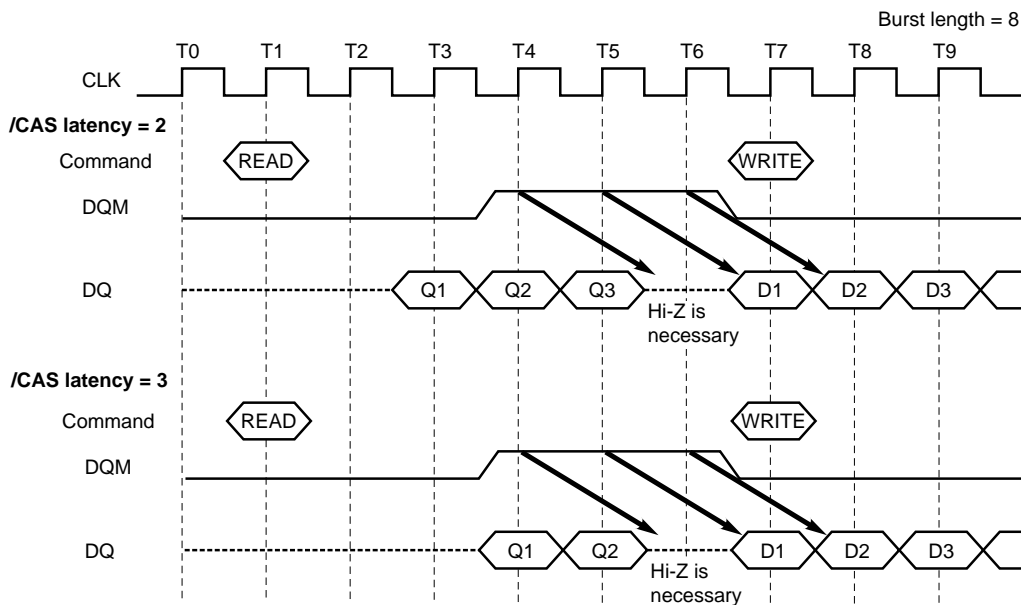 Burst length = 8
T0 T1 T2 T3 T4 T5 T6 T7 T8 T9
CLK
/CAS latency = 2
Command READ WRITE
DQM
DQ Q1 Q2 Q3 D1 D2 D3
Hi-Z is
necessary
/CAS latency = 3
Command READ WRITE
DQM
DQ Q1 Q2 D1 D2 D3
Hi-Z is
necessary